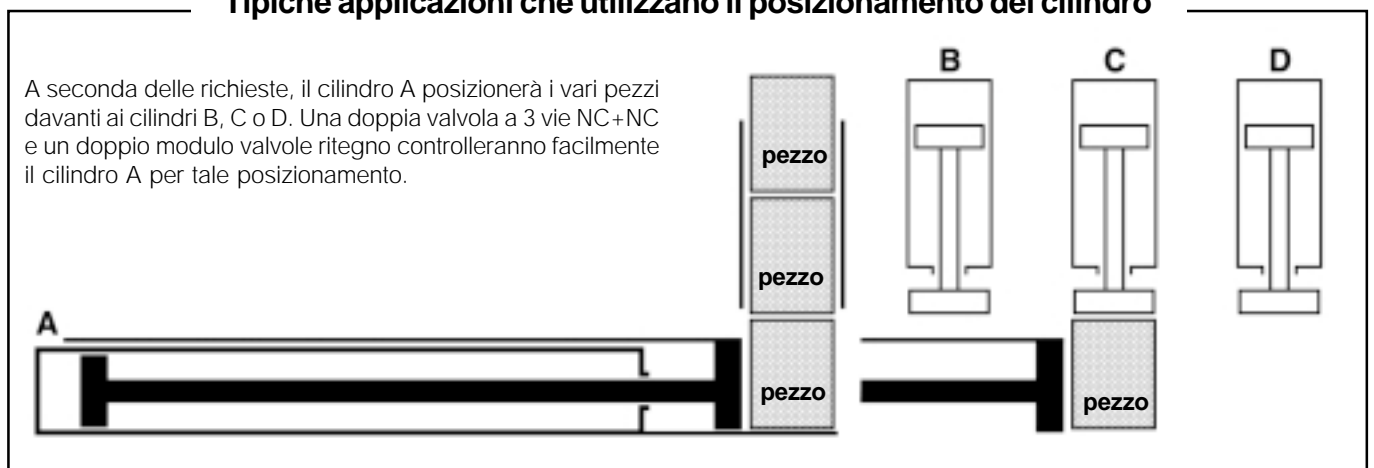 Tipiche applicazioni che utilizzano il posizionamento del cilindro
A seconda delle richieste, il cilindro A posizionerà i vari pezzi
davanti ai cilindri B, C o D. Una doppia valvola a 3 vie NC+NC
e un doppio modulo valvole ritegno controlleranno facilmente
il cilindro A per tale posizionamento.
B
C
D
pezzo
pezzo
A
pezzo
pezzo